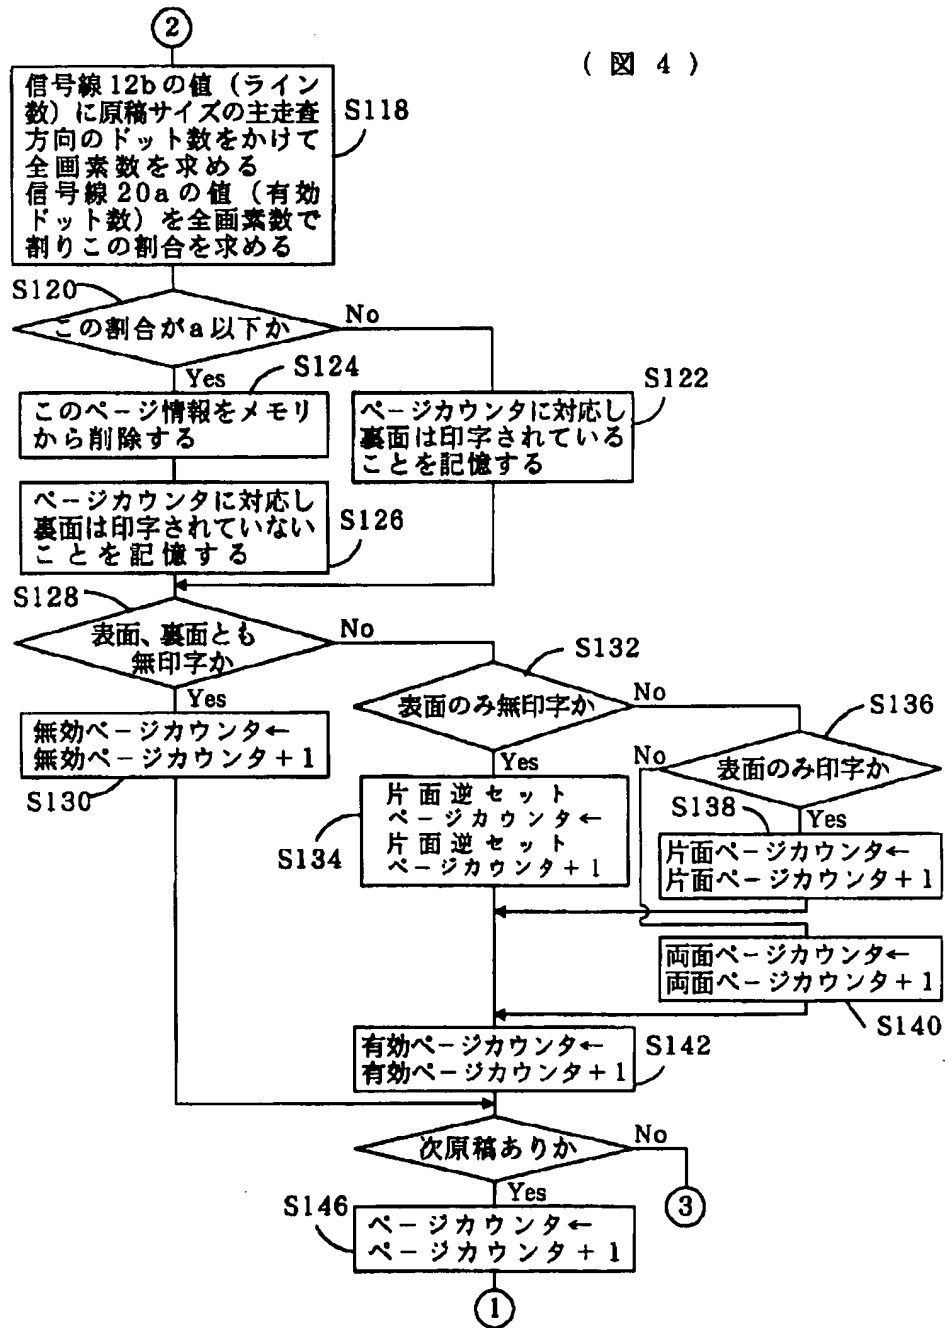 ②
( 図 4 )
信号線12bの値（ライン
数）に原稿サイズの主走査
方向のドット数をかけて
全画素数を求める
信号線20aの値（有効
ドット数）を全画素数で
割りこの割合を求める
S118
S120
この割合がa以下か
No
Yes
S124
このページ情報をメモリ
から削除する
S122
ページカウンタに対応し
裏面は印字されている
ことを記憶する
ページカウンタに対応し
裏面は印字されていない
ことを記憶する
S126
S128
表面、裏面とも
無印字か
No
Yes
無効ページカウンタ←
無効ページカウンタ+1
S130
S132
表面のみ無印字か
No
Yes
片面逆セット
ページカウンタ←
片面逆セット
ページカウンタ+1
S134
S136
表面のみ印字か
No
Yes
S138
片面ページカウンタ←
片面ページカウンタ+1
両面ページカウンタ←
両面ページカウンタ+1
S140
有効ページカウンタ←
有効ページカウンタ+1
S142
次原稿ありか
No
③
Yes
S146
ページカウンタ←
ページカウンタ+1
①